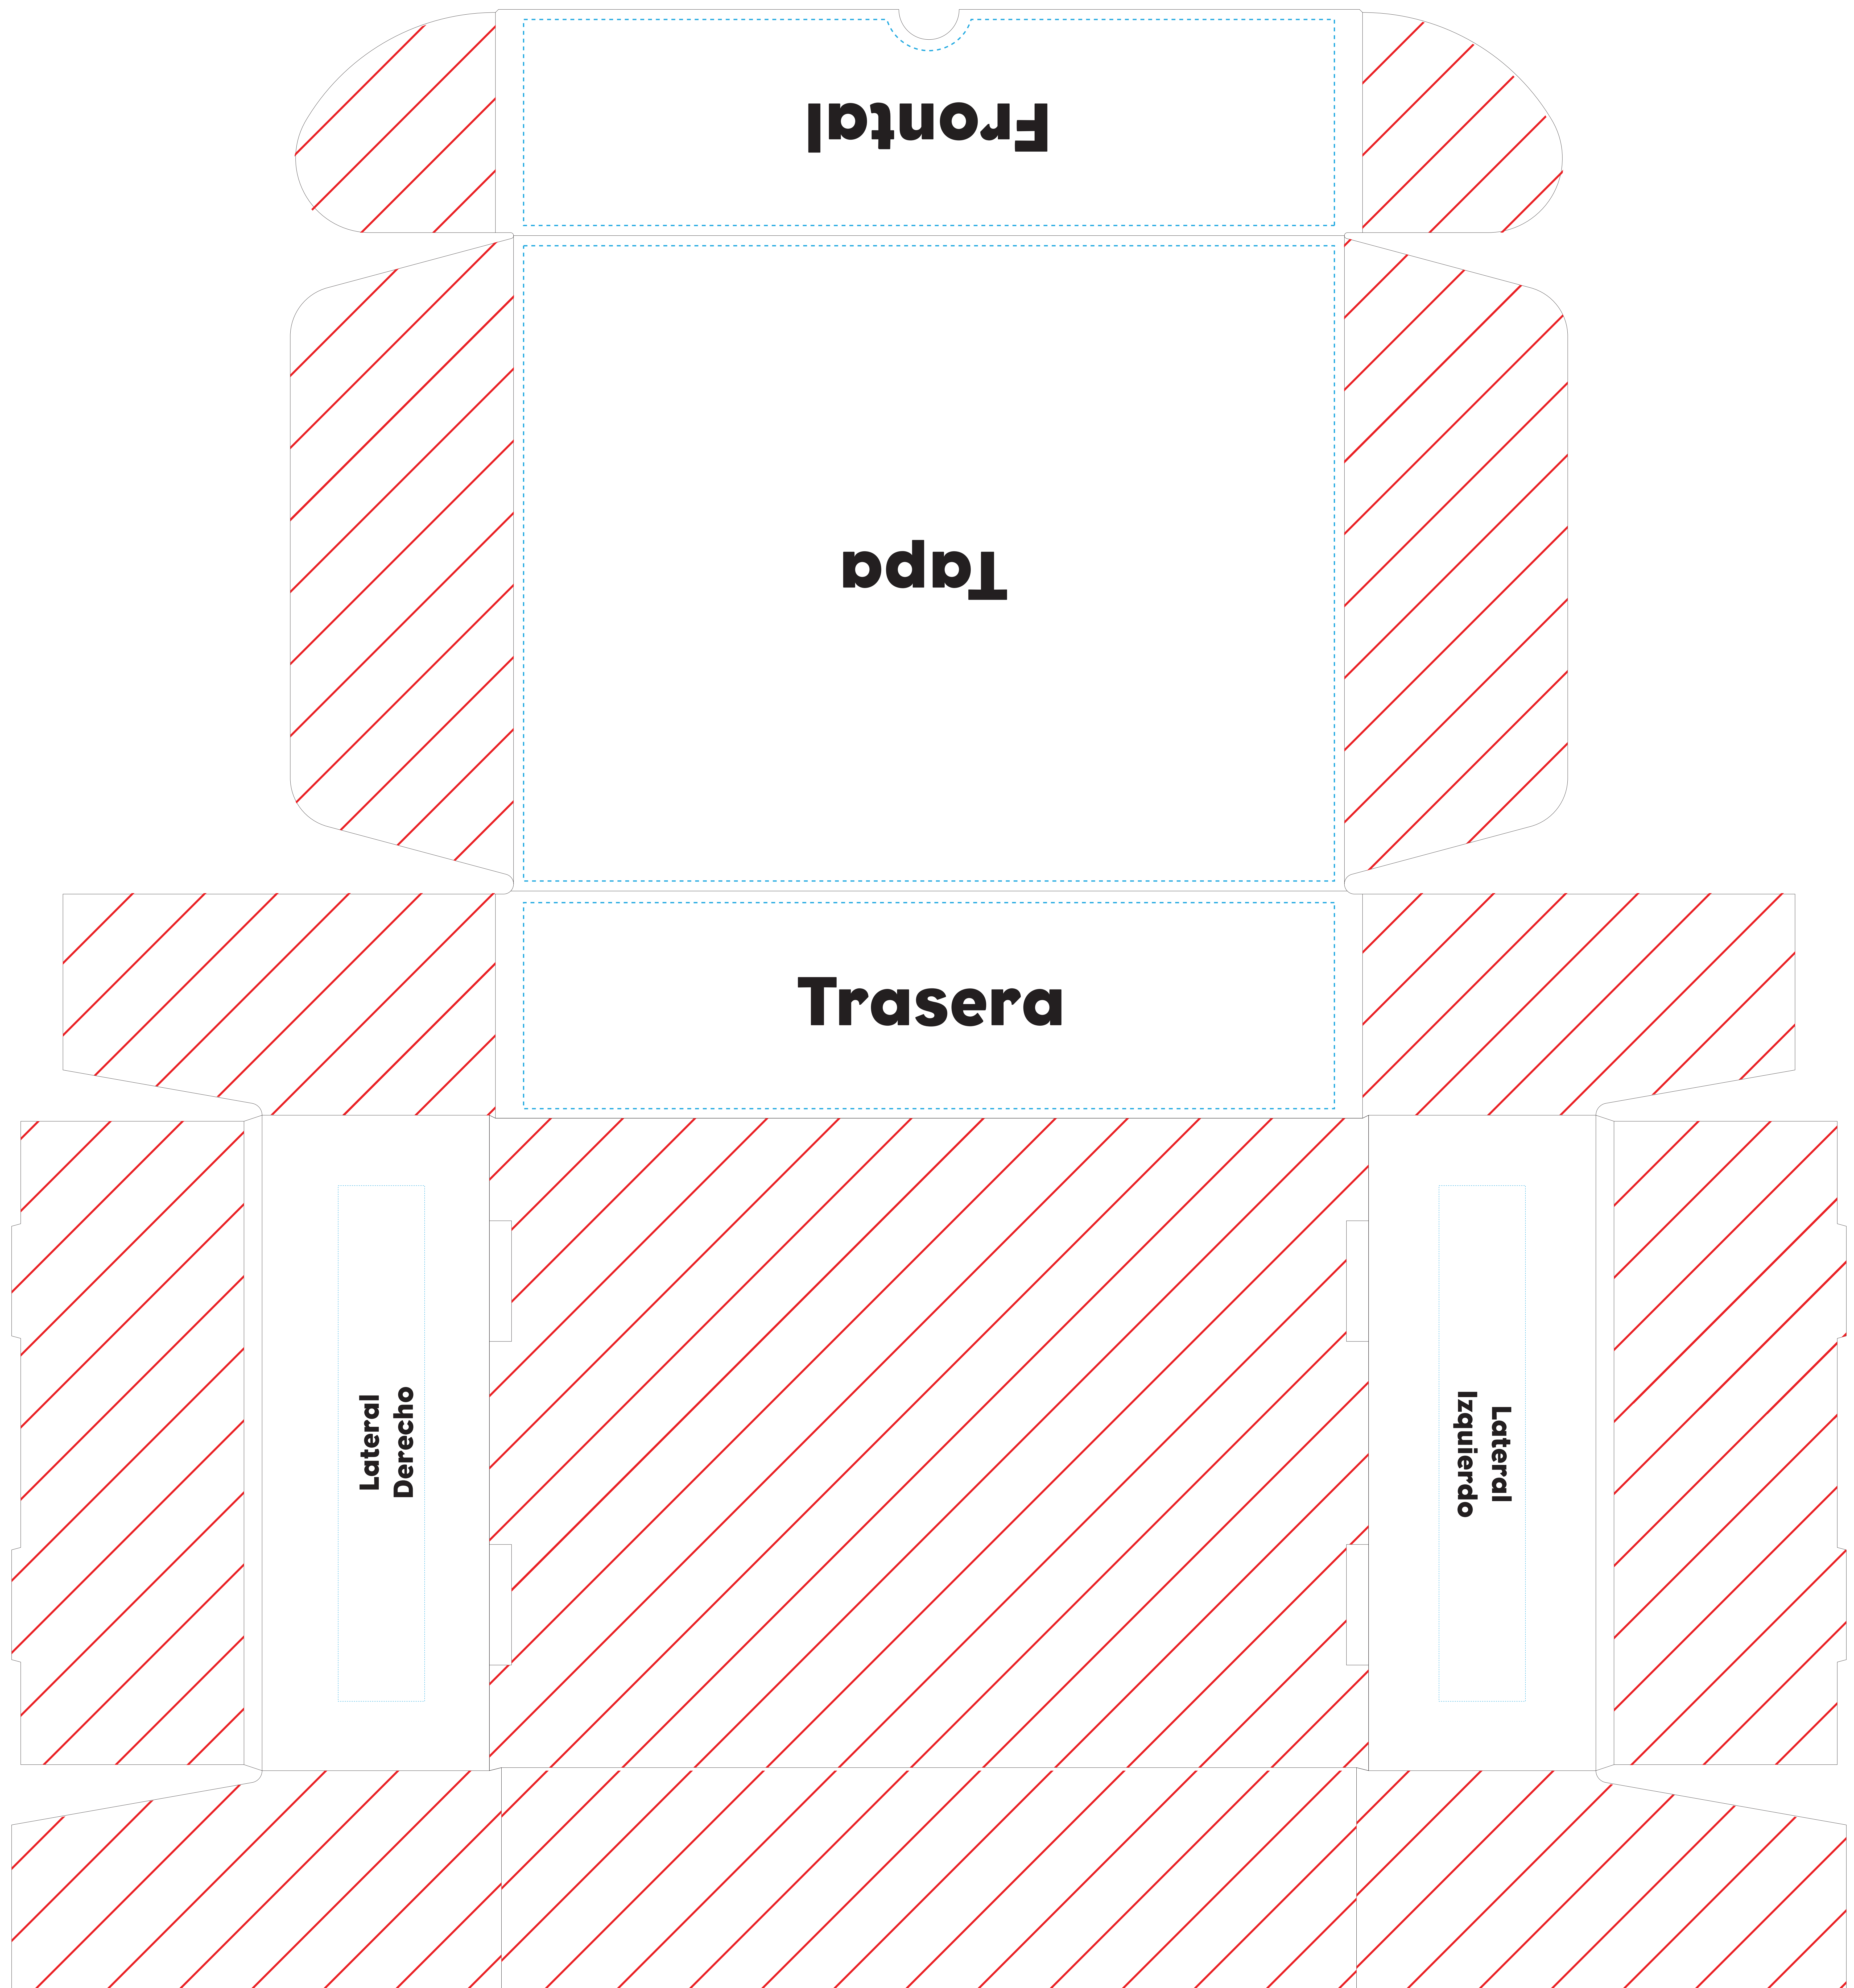 Frontal
Tapa
Trasera
Lateral
Derecho
Lateral
Izquierdo